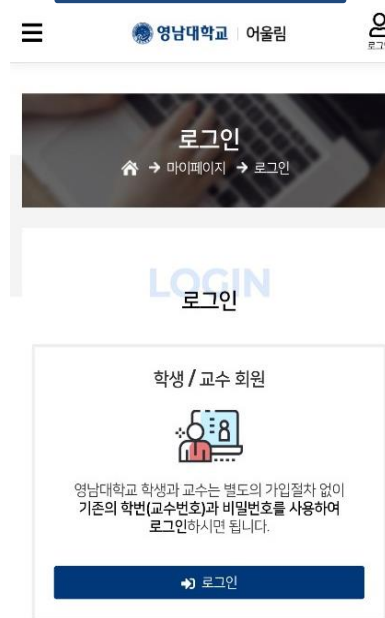 영남대학교 어울림
로그인
로그인
마이페이지 로그인
LOGIN
로그인
학생 / 교수 회원
영남대학교 학생과 교수는 별도의 가입절차 없이
기존의 학번(교수번호)과 비밀번호를 사용하여
로그인하시면 됩니다.
로그인